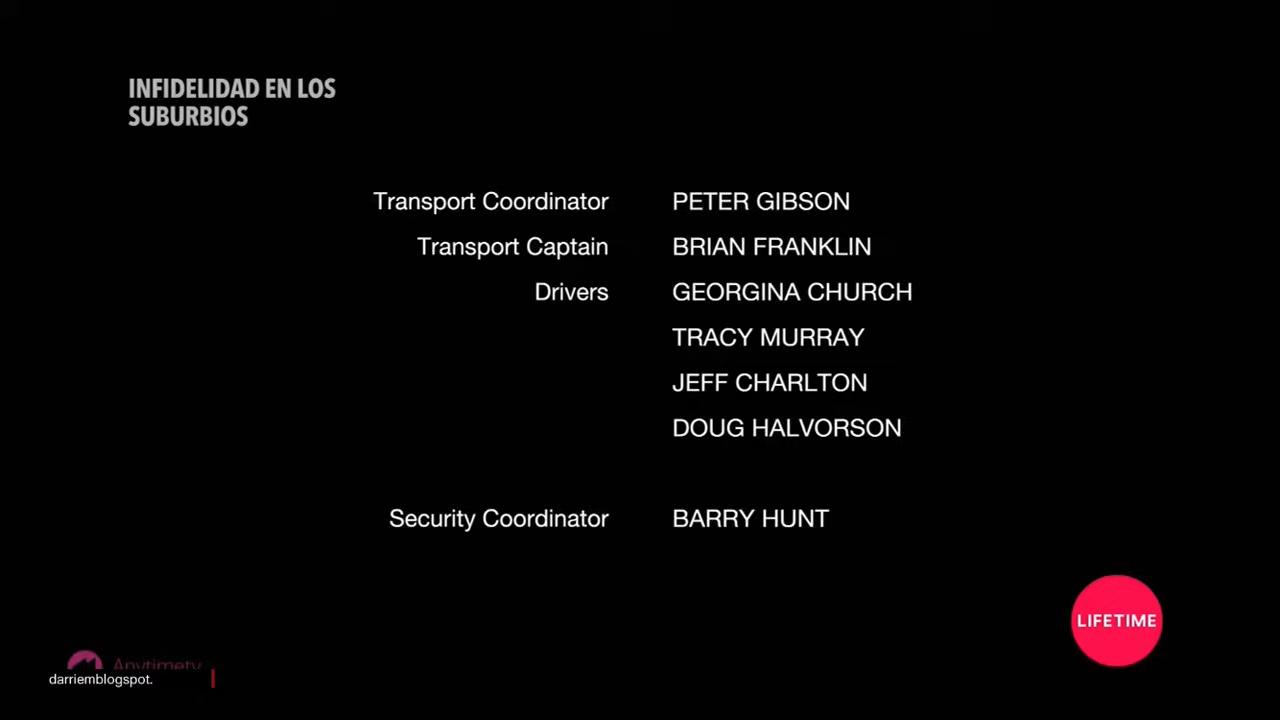 INFIDELIDAD EN LOS
SUBURBIOS
Transport Coordinator PETER GIBSON
Transport Captain BRIAN FRANKLIN
Drivers GEORGINA CHURCH
TRACY MURRAY
JEFF CHARLTON
DOUG HALVORSON
Security Coordinator BARRY HUNT
LIFETIME
Anytimetv
darriemblogspot.